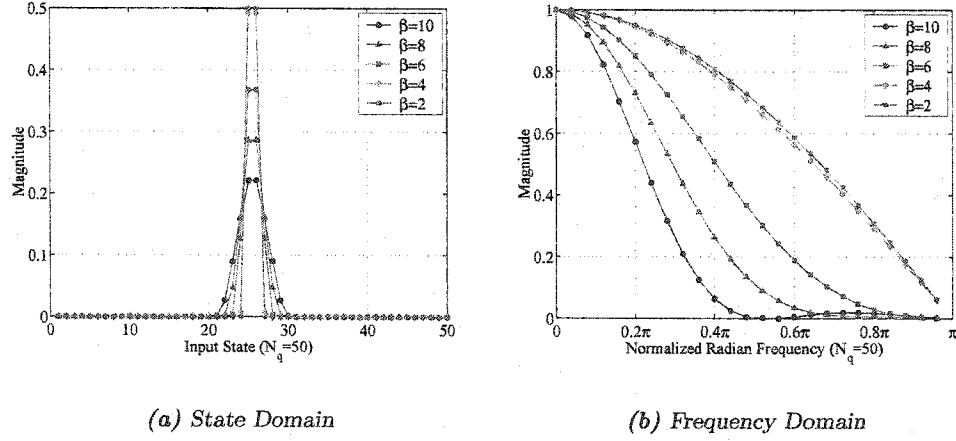 0.5
0.4
0.3
0.2
0.1
0
Magnitude
0 10 20 30 40 50
Input State (N_q=50)
β=10
β=8
β=6
β=4
β=2
(a) State Domain
1
0.8
0.6
0.4
0.2
0
Magnitude
0 0.2π 0.4π 0.6π 0.8π π
Normalized Radian Frequency (N_q=50)
β=10
β=8
β=6
β=4
β=2
(b) Frequency Domain